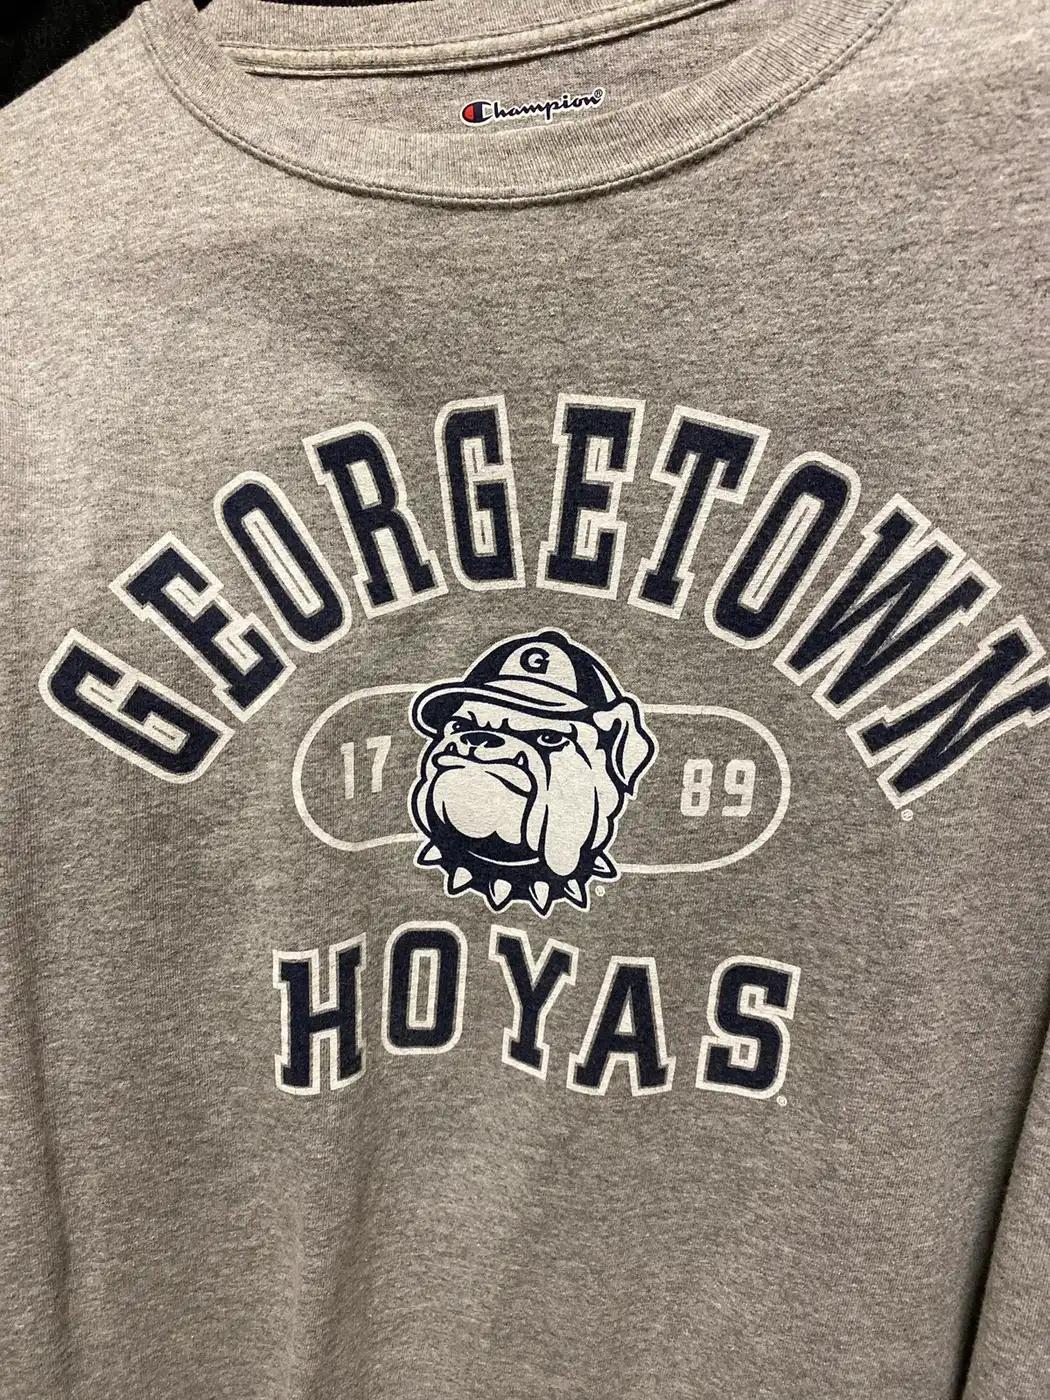 Champion®
GEORGETOWN®
G
17 89
®
HOYAS®